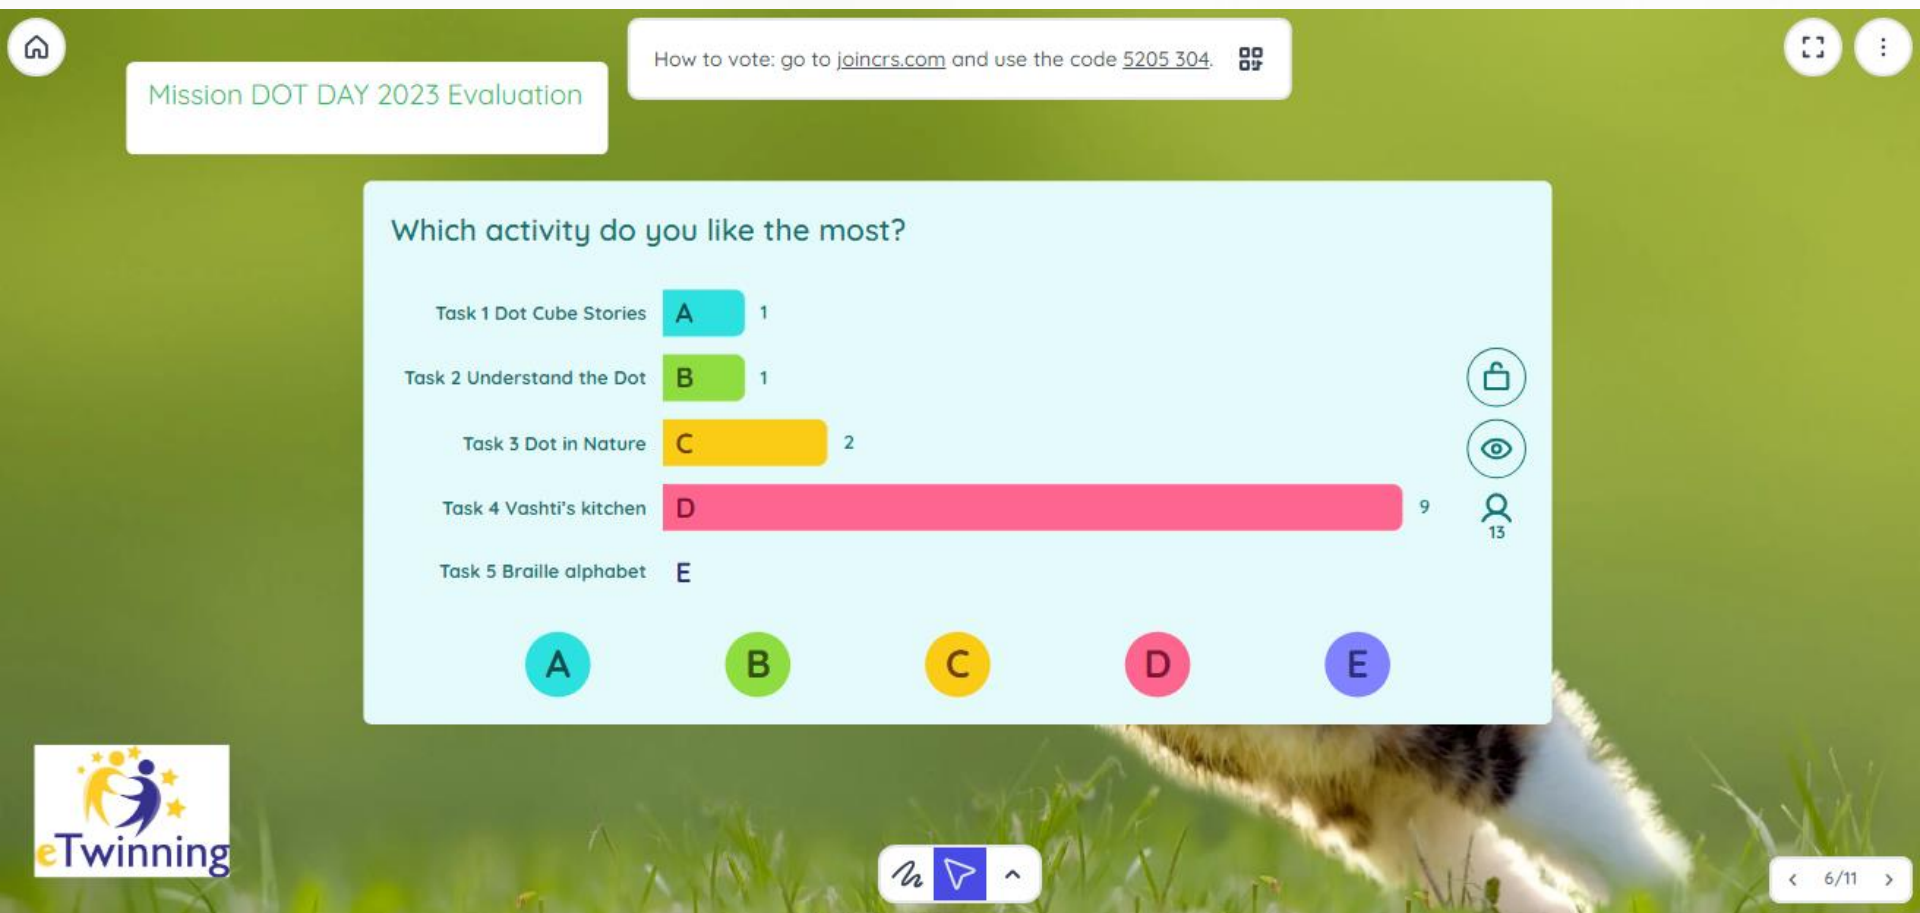 How to vote: go to joincrs.com and use the code 5205 304.
Mission DOT DAY 2023 Evaluation
Which activity do you like the most?
Task 1 Dot Cube Stories A 1
Task 2 Understand the Dot B 1
Task 3 Dot in Nature C 2
Task 4 Vashti's kitchen D 9
13
Task 5 Braille alphabet E
A B C D E
eTwinning
6/11